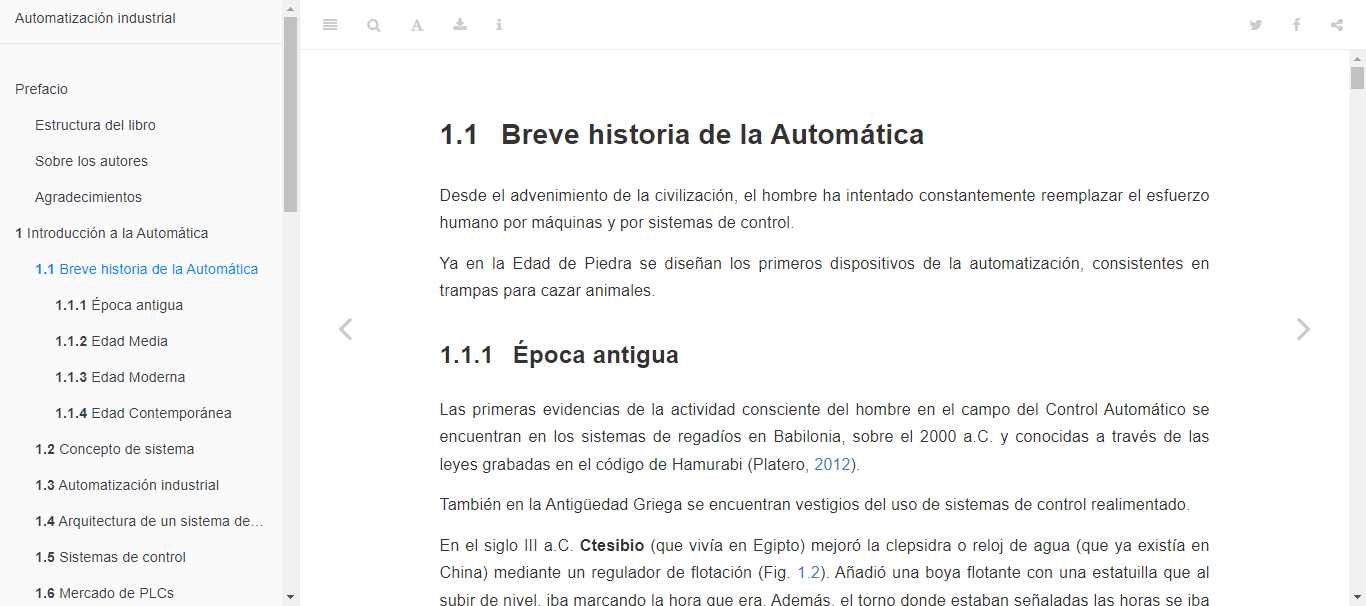 Automatización industrial
Prefacio
Estructura del libro
Sobre los autores
Agradecimientos
1 Introducción a la Automática
1.1 Breve historia de la Automática
1.1.1 Época antigua
1.1.2 Edad Media
1.1.3 Edad Moderna
1.1.4 Edad Contemporánea
1.2 Concepto de sistema
1.3 Automatización industrial
1.4 Arquitectura de un sistema de...
1.5 Sistemas de control
1.6 Mercado de PLCs
1.1 Breve historia de la Automática
Desde el advenimiento de la civilización, el hombre ha intentado constantemente reemplazar el esfuerzo
humano por máquinas y por sistemas de control.
Ya en la Edad de Piedra se diseñan los primeros dispositivos de la automatización, consistentes en
trampas para cazar animales.
1.1.1 Época antigua
Las primeras evidencias de la actividad consciente del hombre en el campo del Control Automático se
encuentran en los sistemas de regadíos en Babilonia, sobre el 2000 a.C. y conocidas a través de las
leyes grabadas en el código de Hamurabi (Platero, 2012).
También en la Antigüedad Griega se encuentran vestigios del uso de sistemas de control realimentado.
En el siglo III a.C. Ctesibio (que vivía en Egipto) mejoró la clepsidra o reloj de agua (que ya existía en
China) mediante un regulador de flotación (Fig. 1.2). Añadió una boya flotante con una estatuilla que al
subir de nivel, iba marcando la hora que era. Además, el torno donde estaban señaladas las horas se iba